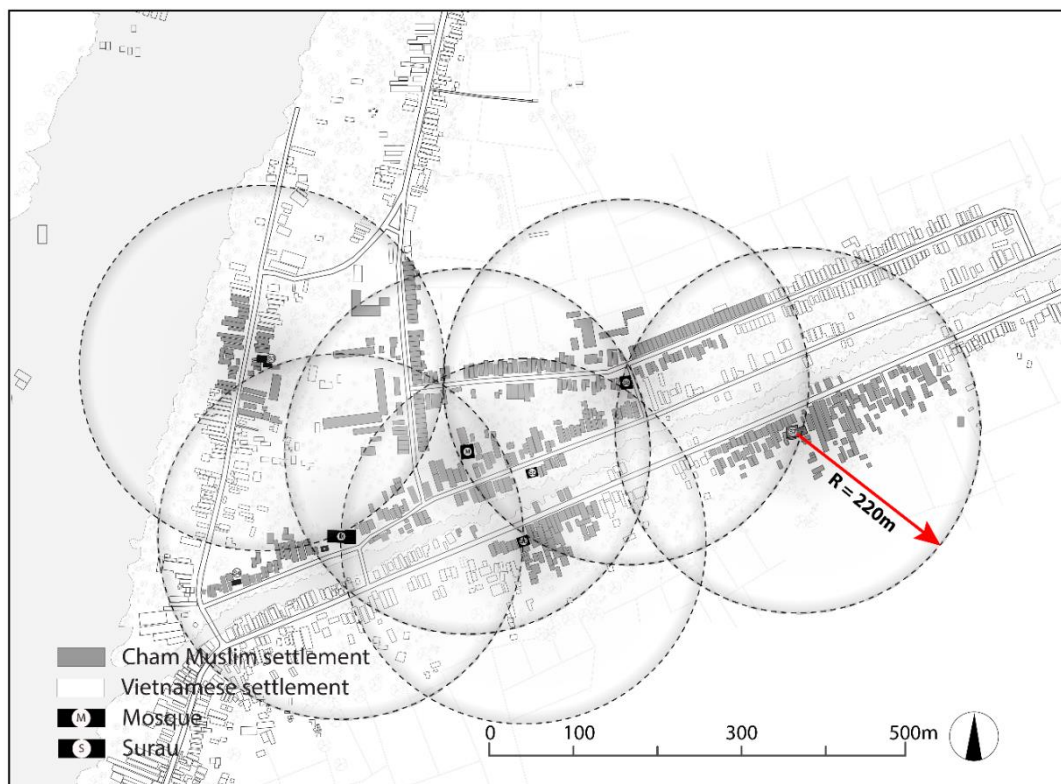 R = 220m
Cham Muslim settlement
Vietnamese settlement
M Mosque
S Surau
0 100 300 500m